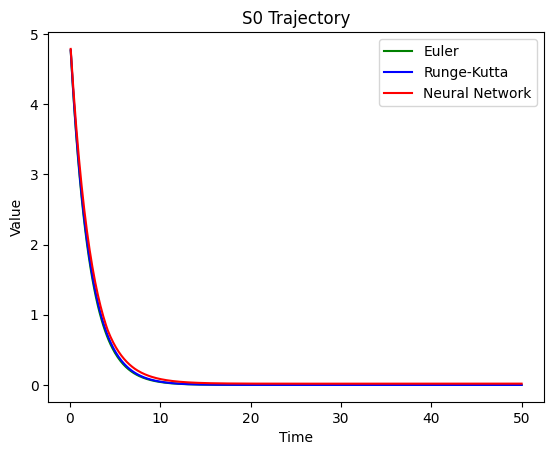 S0 Trajectory
Value
5
4
3
2
1
0
Euler
Runge-Kutta
Neural Network
0 10 20 30 40 50
Time